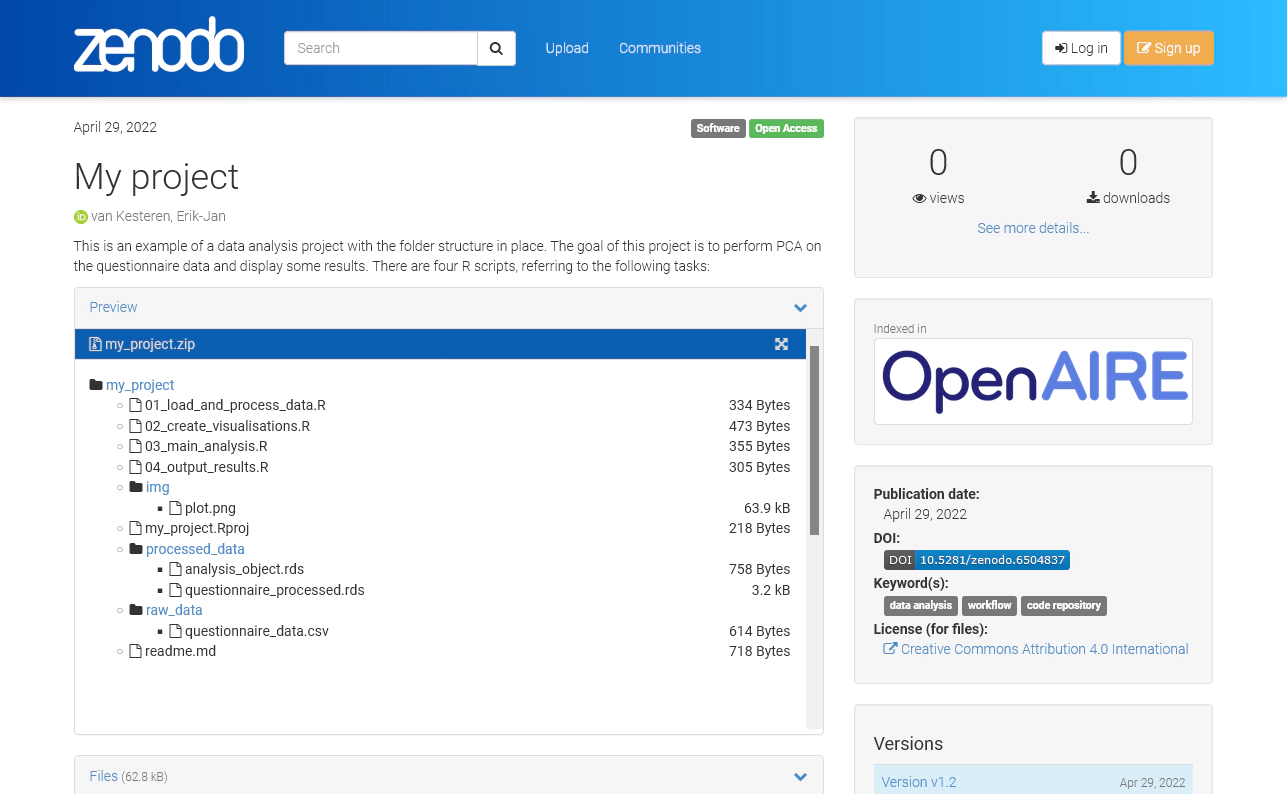 zenodo
Search
Upload
Communities
Log in
Sign up
April 29, 2022
Software
Open Access
My project
iD van Kesteren, Erik-Jan
This is an example of a data analysis project with the folder structure in place. The goal of this project is to perform PCA on
the questionnaire data and display some results. There are four R scripts, referring to the following tasks:
Preview
my_project.zip
my_project
01_load_and_process_data.R 334 Bytes
02_create_visualisations.R 473 Bytes
03_main_analysis.R 355 Bytes
04_output_results.R 305 Bytes
img
plot.png 63.9 kB
my_project.Rproj 218 Bytes
processed_data
analysis_object.rds 758 Bytes
questionnaire_processed.rds 3.2 kB
raw_data
questionnaire_data.csv 614 Bytes
readme.md 718 Bytes
Files (62.8 kB)
0 0
views downloads
See more details...
Indexed in
OpenAIRE
Publication date:
April 29, 2022
DOI:
DOI 10.5281/zenodo.6504837
Keyword(s):
data analysis workflow code repository
License (for files):
Creative Commons Attribution 4.0 International
Versions
Version v1.2 Apr 29, 2022